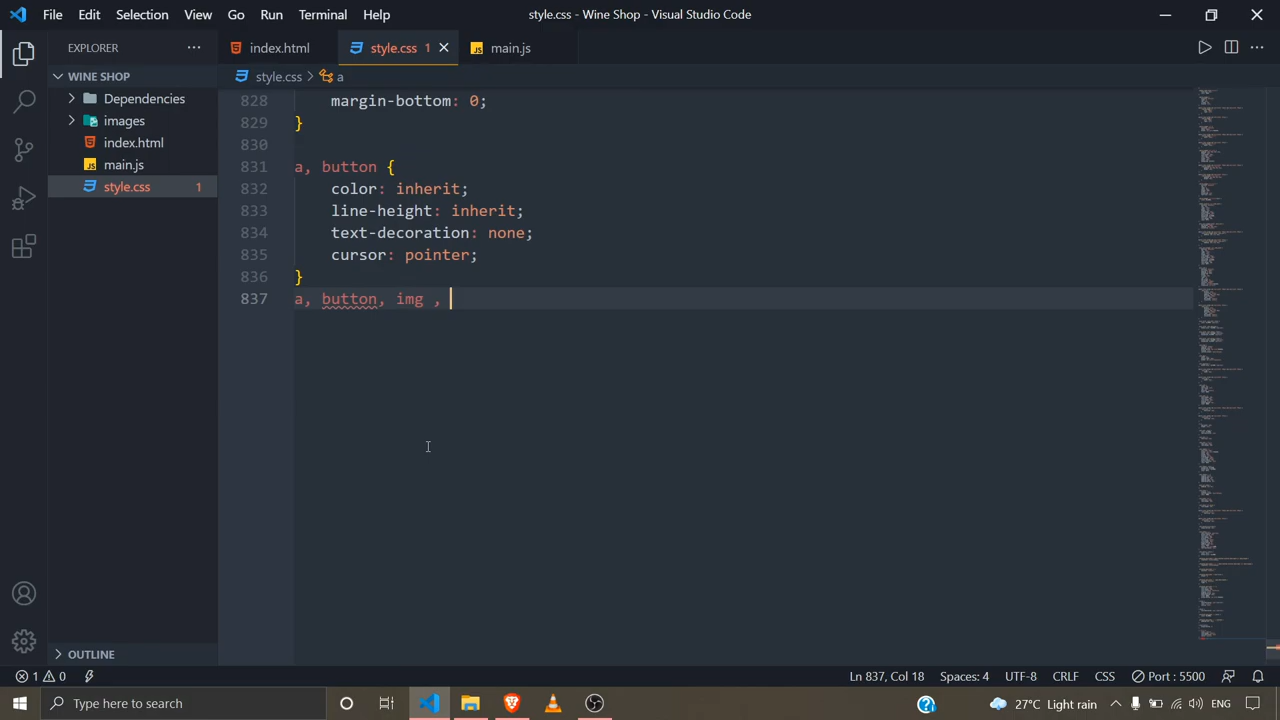 File Edit Selection View Go Run Terminal Help
style.css - Wine Shop - Visual Studio Code
EXPLORER
index.html
style.css 1
main.js
WINE SHOP
style.css > a
Dependencies
images
index.html
main.js
style.css 1
828 margin-bottom: 0;
829 }
830
831 a, button {
832 color: inherit;
833 line-height: inherit;
834 text-decoration: none;
835 cursor: pointer;
836 }
837 a, button, img ,
OUTLINE
1 0
Ln 837, Col 18 Spaces: 4 UTF-8 CRLF CSS Port : 5500
Type here to search
27°C Light rain
ENG